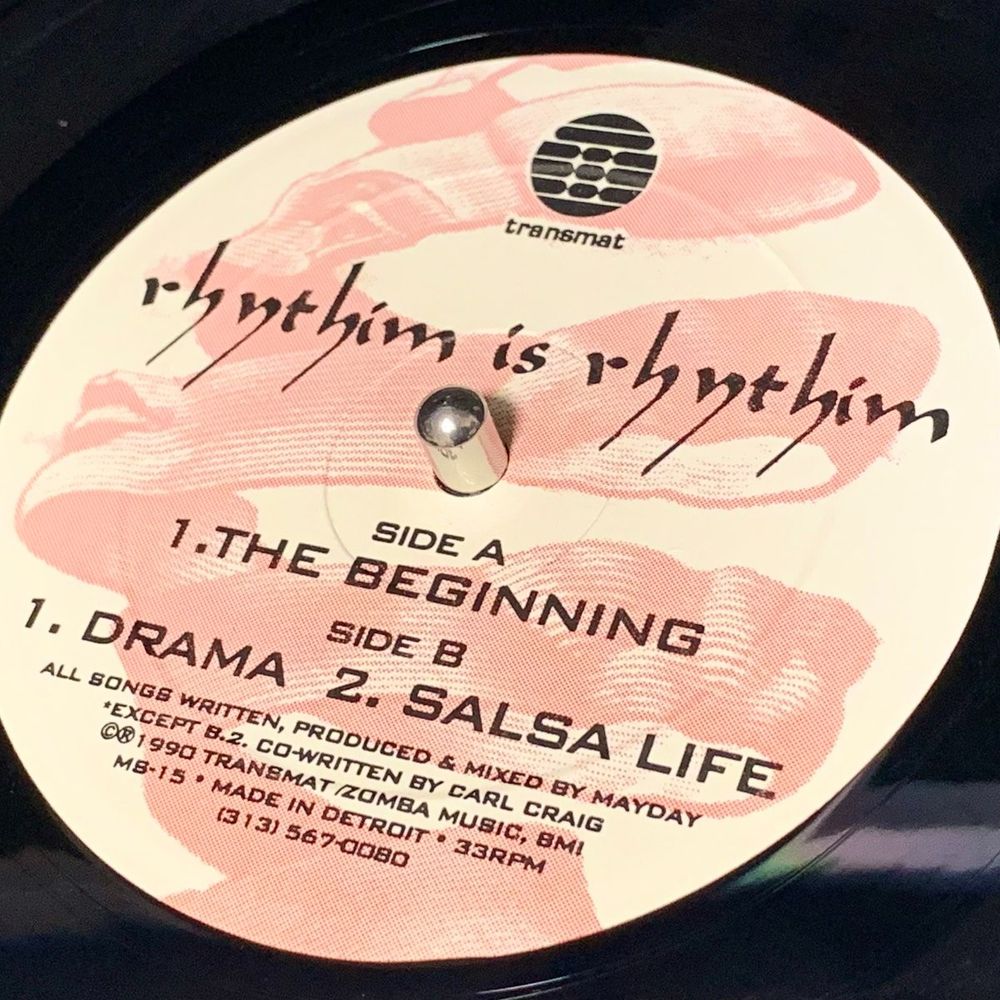 transmat
rhythim is rhythim
SIDE A
1.THE BEGINNING
SIDE B
1. DRAMA 2. SALSA LIFE
ALL SONGS WRITTEN, PRODUCED & MIXED BY MAYDAY
*EXCEPT B.2. CO-WRITTEN BY CARL CRAIG
©®1990 TRANSMAT/ZOMBA MUSIC, BMI
MS-15 • MADE IN DETROIT • 33RPM
(313) 567-0080